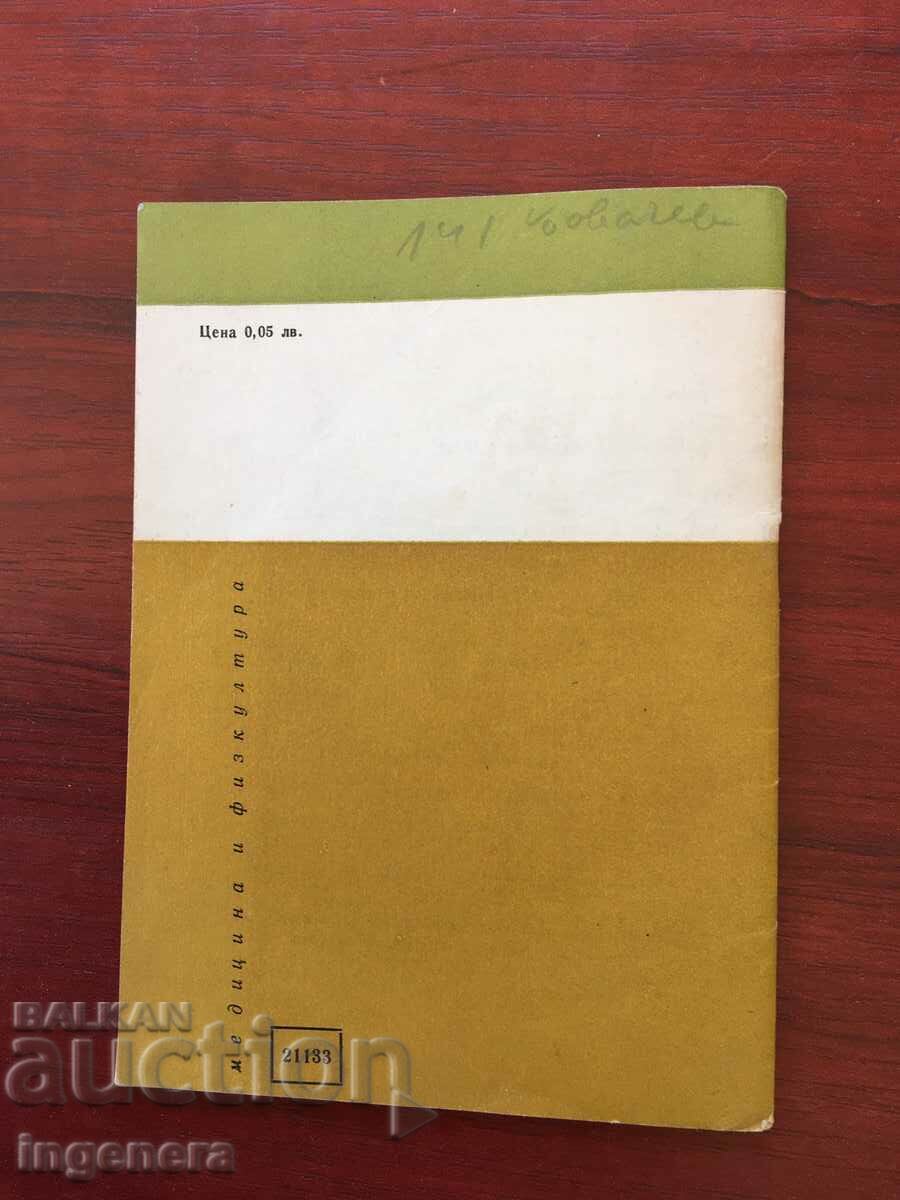 141 Ковачев
Цена 0,05 лв.
медицина и физкултура
21133
BALKAN
auction
ingenera